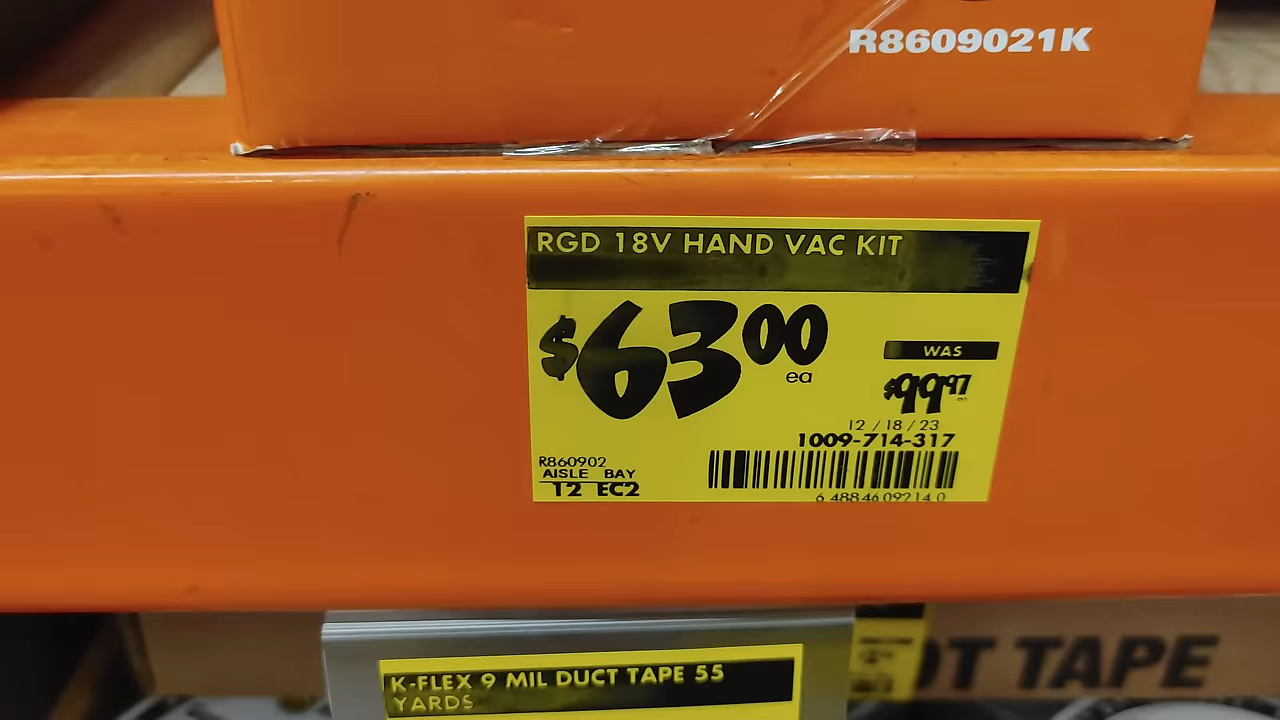 R8609021K
RGD 18V HAND VAC KIT
$63.00
ea
WAS
$99.97
12/18/23
1009-714-317
R860902
AISLE BAY
12 EC2
6 48846 09214 0
K-FLEX 9 MIL DUCT TAPE 55
YARDS
OT TAPE